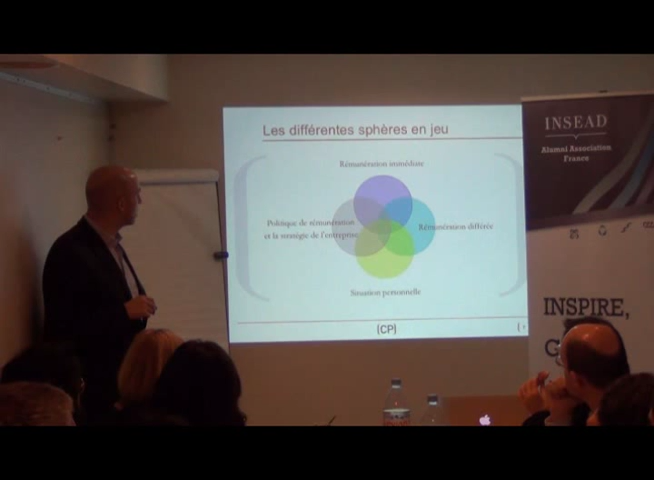 Les différentes sphères en jeu
Rémunération immédiate
Politique de rémunération
et la stratégie de l'entreprise
Rémunération différée
Situation personnelle
(CP)
INSEAD
Alumni Association
France
INSPIRE,